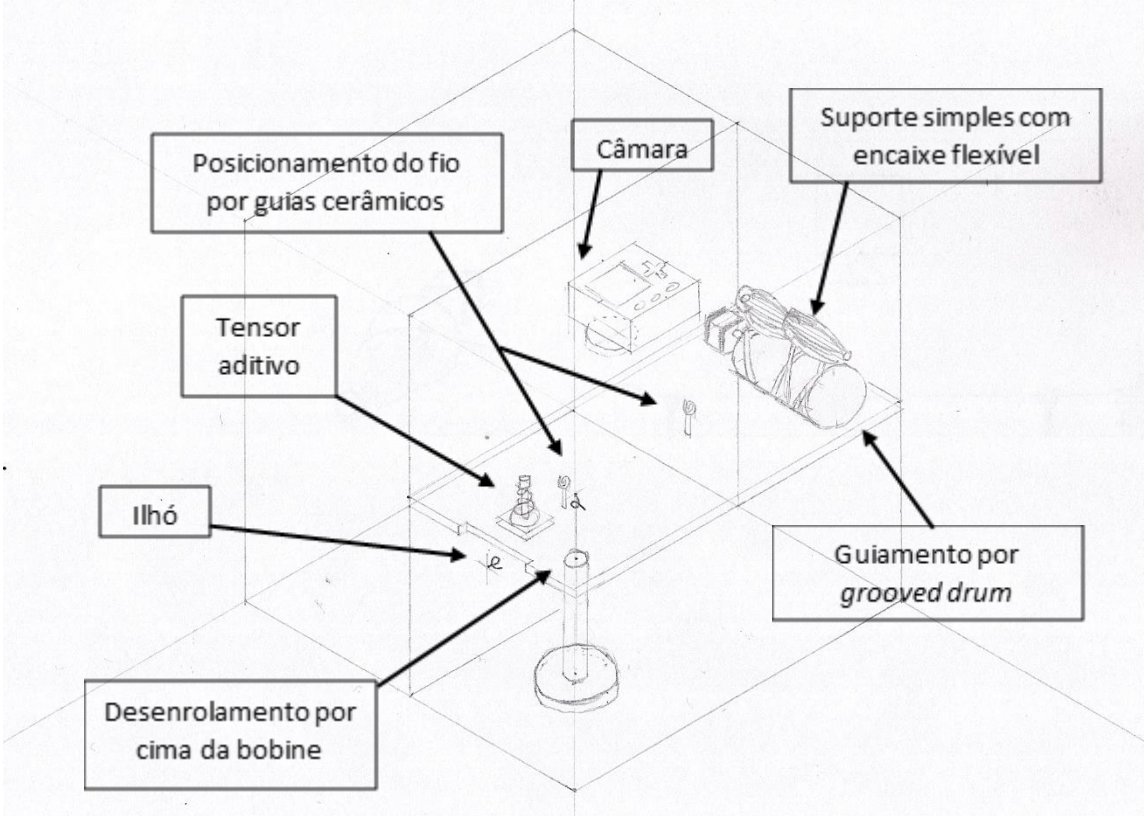 Suporte simples com
encaixe flexível
Câmara
Posicionamento do fio
por guias cerâmicos
Tensor
aditivo
Ilhó
Guiamento por
grooved drum
Desenrolamento por
cima da bobine